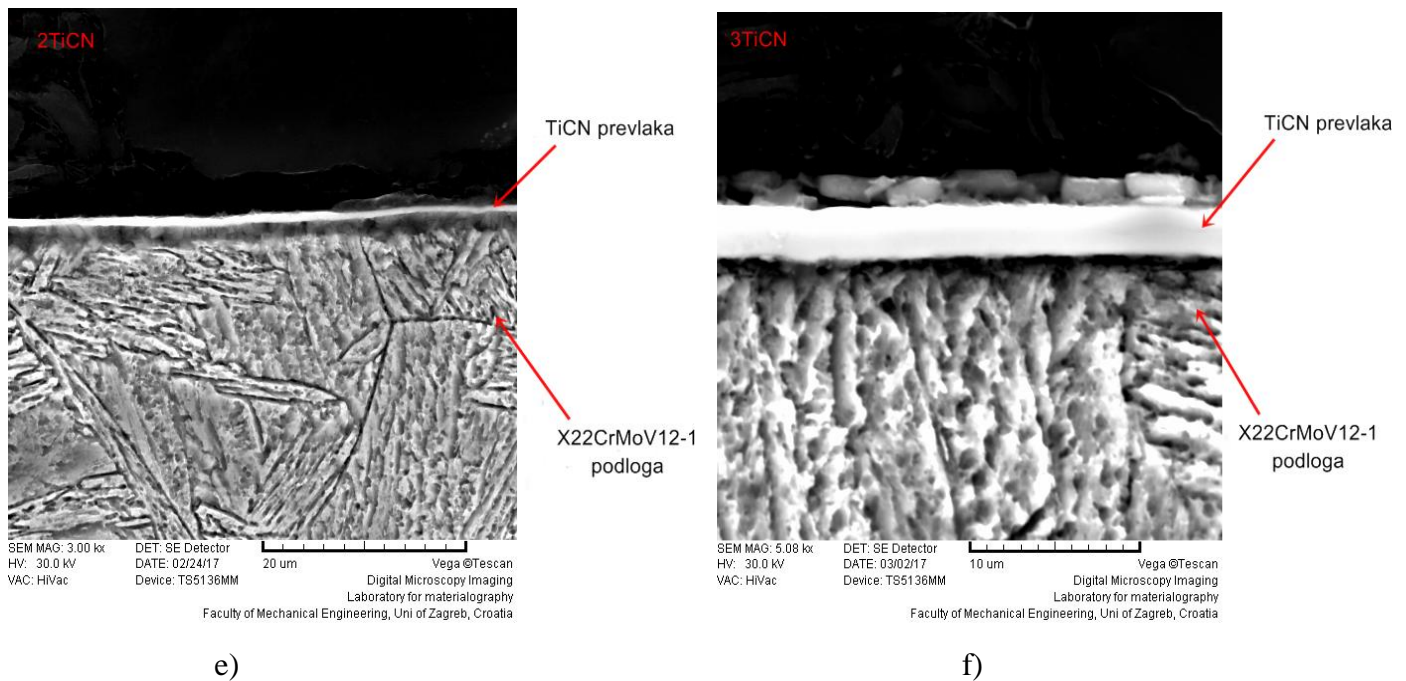 2TiCN
TiCN prevlaka
X22CrMoV12-1
podloga
SEM MAG: 3.00 kx DET: SE Detector
HV: 30.0 kV DATE: 02/24/17 20 um Vega ©Tescan
VAC: HiVac Device: TS5136MM Digital Microscopy Imaging
Laboratory for materialography
Faculty of Mechanical Engineering, Uni of Zagreb, Croatia
e)
3TiCN
TiCN prevlaka
X22CrMoV12-1
podloga
SEM MAG: 5.08 kx DET: SE Detector
HV: 30.0 kV DATE: 03/02/17 10 um Vega ©Tescan
VAC: HiVac Device: TS5136MM Digital Microscopy Imaging
Laboratory for materialography
Faculty of Mechanical Engineering, Uni of Zagreb, Croatia
f)